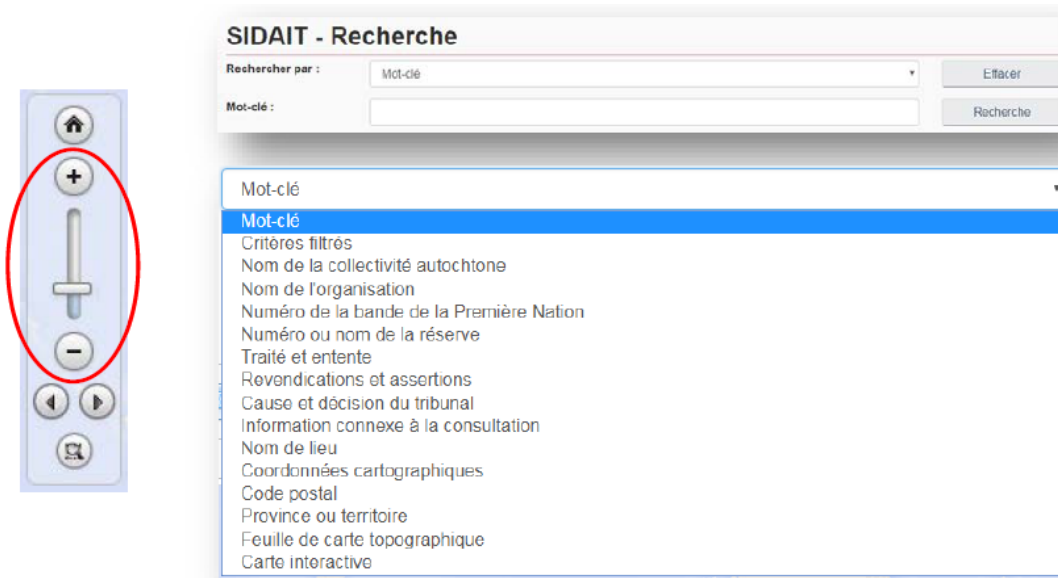 SIDAIT - Recherche
Rechercher par :
Mot-clé
Effacer
Mot-clé :
Recherche
Mot-clé
Mot-clé
Critères filtrés
Nom de la collectivité autochtone
Nom de l'organisation
Numéro de la bande de la Première Nation
Numéro ou nom de la réserve
Traité et entente
Revendications et assertions
Cause et décision du tribunal
Information connexe à la consultation
Nom de lieu
Coordonnées cartographiques
Code postal
Province ou territoire
Feuille de carte topographique
Carte interactive